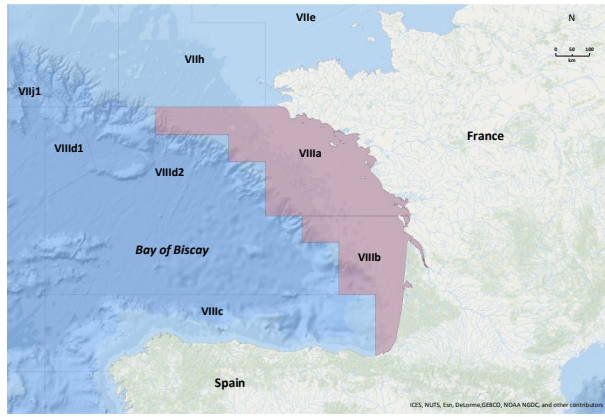 VIIe
N
0 50 100
km
VIIh
VIIj1
France
VIIId1
VIIIa
VIIId2
Bay of Biscay
VIIIb
VIIIc
Spain
ICES, NUTS, Esri, DeLorme,GEBCO, NOAA NGDC, and other contributors